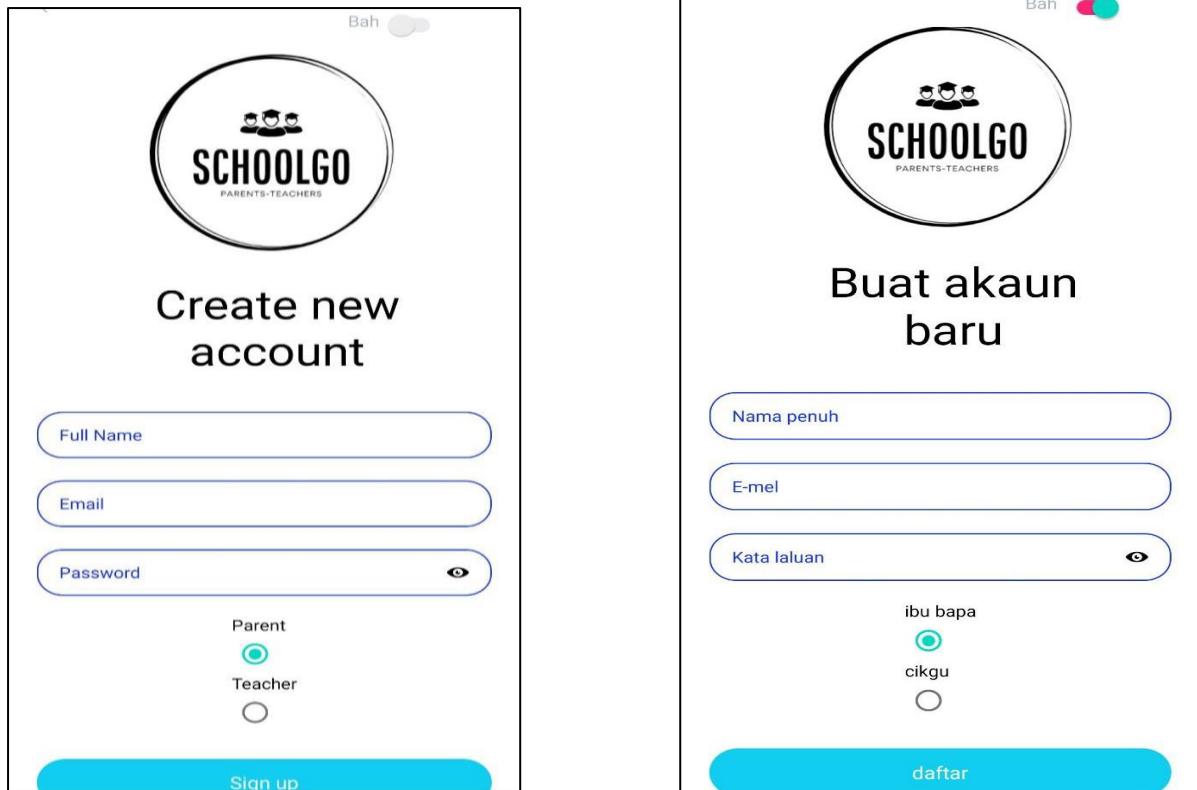 Bah
SCHOOLGO
PARENTS-TEACHERS
Create new
account
Full Name
Email
Password
Parent
Teacher
Sign up
Bah
SCHOOLGO
PARENTS-TEACHERS
Buat akaun
baru
Nama penuh
E-mel
Kata laluan
ibu bapa
cikgu
daftar